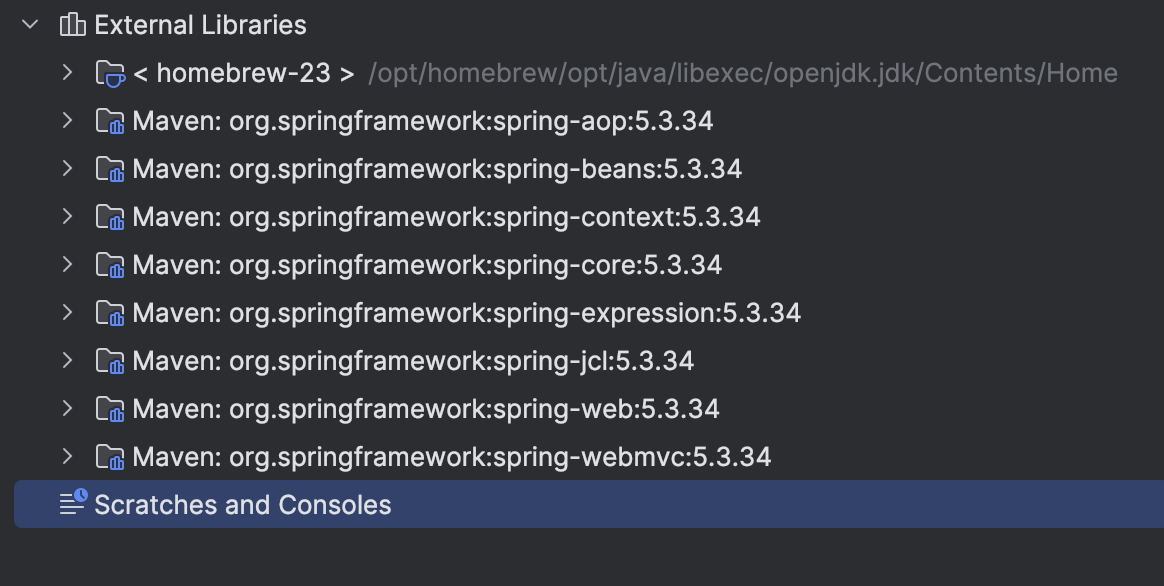 External Libraries
< homebrew-23 > /opt/homebrew/opt/java/libexec/openjdk.jdk/Contents/Home
Maven: org.springframework:spring-aop:5.3.34
Maven: org.springframework:spring-beans:5.3.34
Maven: org.springframework:spring-context:5.3.34
Maven: org.springframework:spring-core:5.3.34
Maven: org.springframework:spring-expression:5.3.34
Maven: org.springframework:spring-jcl:5.3.34
Maven: org.springframework:spring-web:5.3.34
Maven: org.springframework:spring-webmvc:5.3.34
Scratches and Consoles